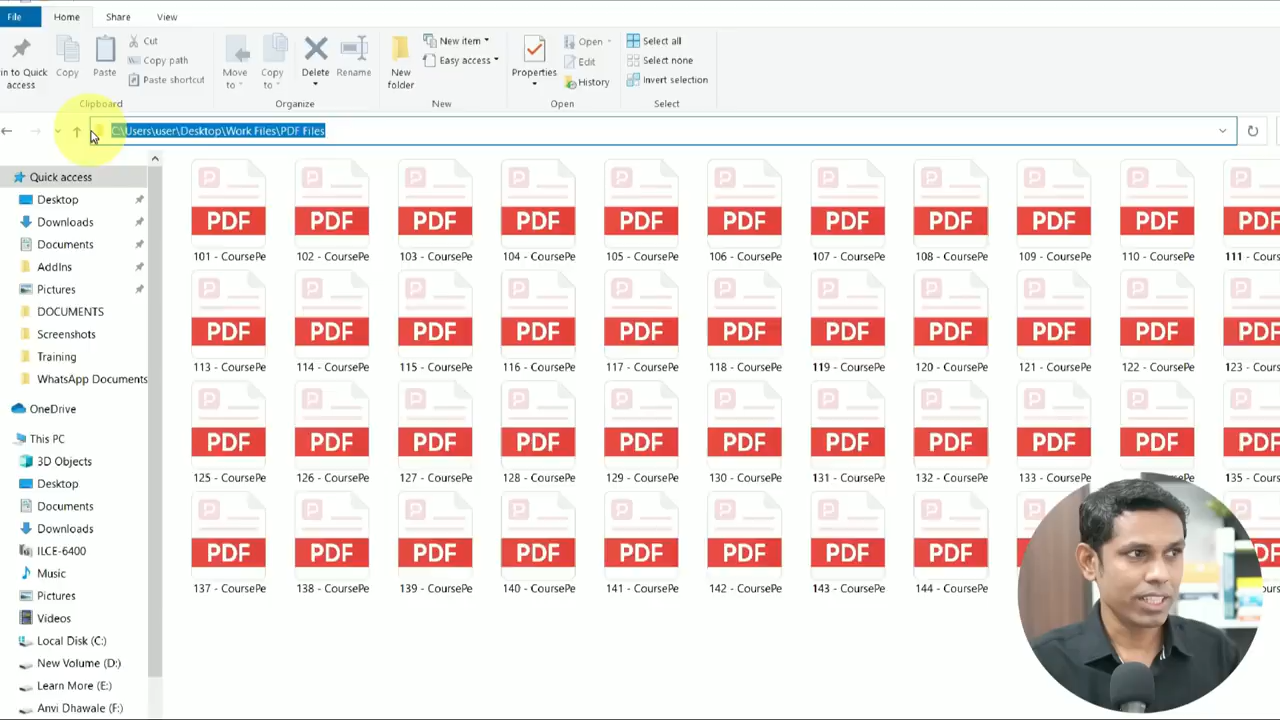 File Home Share View
Cut
Copy path
Paste shortcut
Copy
Paste
in to Quick
access
Clipboard
Move
to
Copy
to
Delete
Rename
Organize
New
folder
New item
Easy access
New
Properties
Open
Edit
History
Open
Select all
Select none
Invert selection
Select
C:\Users\user\Desktop\Work Files\PDF Files
Quick access
Desktop
Downloads
Documents
AddIns
Pictures
DOCUMENTS
Screenshots
Training
WhatsApp Documents
OneDrive
This PC
3D Objects
Desktop
Documents
Downloads
ILCE-6400
Music
Pictures
Videos
Local Disk (C:)
New Volume (D:)
Learn More (E:)
Anvi Dhawale (F:)
PDF PDF PDF PDF PDF PDF PDF PDF PDF PDF PDF
101 - CoursePe 102 - CoursePe 103 - CoursePe 104 - CoursePe 105 - CoursePe 106 - CoursePe 107 - CoursePe 108 - CoursePe 109 - CoursePe 110 - CoursePe 111 - CoursePe
PDF PDF PDF PDF PDF PDF PDF PDF PDF PDF PDF
113 - CoursePe 114 - CoursePe 115 - CoursePe 116 - CoursePe 117 - CoursePe 118 - CoursePe 119 - CoursePe 120 - CoursePe 121 - CoursePe 122 - CoursePe 123 - CoursePe
PDF PDF PDF PDF PDF PDF PDF PDF PDF PDF PDF
125 - CoursePe 126 - CoursePe 127 - CoursePe 128 - CoursePe 129 - CoursePe 130 - CoursePe 131 - CoursePe 132 - CoursePe 133 - CoursePe 135 - CoursePe
PDF PDF PDF PDF PDF PDF PDF PDF
137 - CoursePe 138 - CoursePe 139 - CoursePe 140 - CoursePe 141 - CoursePe 142 - CoursePe 143 - CoursePe 144 - CoursePe